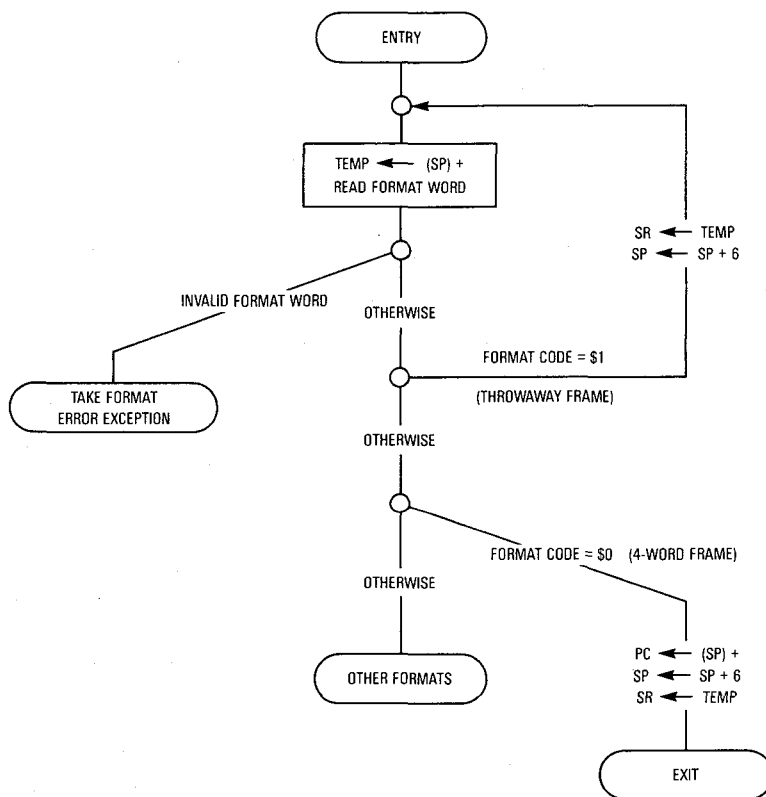 ENTRY
TEMP ← (SP) +
READ FORMAT WORD
SR ← TEMP
SP ← SP + 6
INVALID FORMAT WORD
OTHERWISE
FORMAT CODE = $1
(THROWAWAY FRAME)
TAKE FORMAT
ERROR EXCEPTION
OTHERWISE
FORMAT CODE = $0 (4-WORD FRAME)
OTHERWISE
PC ← (SP) +
SP ← SP + 6
SR ← TEMP
OTHER FORMATS
EXIT